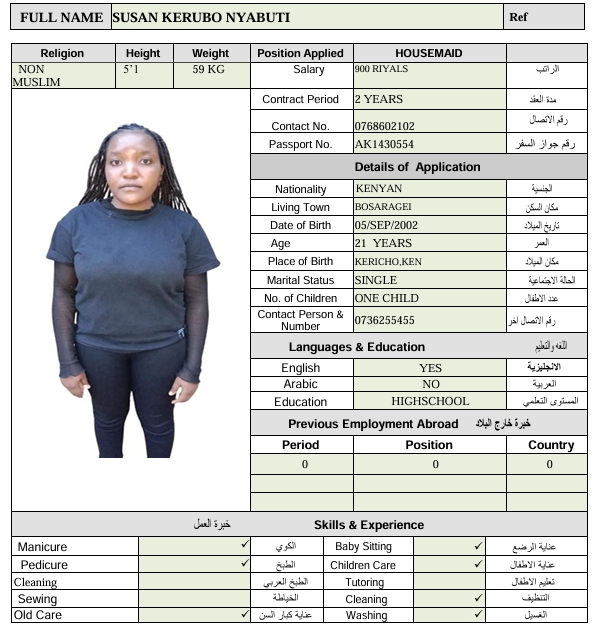 FULL NAME SUSAN KERUBO NYABUTI Ref
Religion Height Weight Position Applied HOUSEMAID
NON MUSLIM 5’1 59 KG Salary 900 RIYALS الراتب
Contract Period 2 YEARS مدة العقد
Contact No. 0768602102 رقم الاتصال
Passport No. AK1430554 رقم جواز السفر
Details of Application
Nationality KENYAN الجنسية
Living Town BOSARAGEI مكان السكن
Date of Birth 05/SEP/2002 تاريخ الميلاد
Age 21 YEARS العمر
Place of Birth KERICHO,KEN مكان الميلاد
Marital Status SINGLE الحالة الاجتماعية
No. of Children ONE CHILD عدد الاطفال
Contact Person & Number 0736255455 رقم الاتصال اخر
Languages & Education اللغه والتعليم
English YES الانجليزية
Arabic NO العربية
Education HIGHSCHOOL المستوى التعلمي
Previous Employment Abroad خبرة خارج البلاد
Period Position Country
0 0 0
خبرة العمل Skills & Experience
Manicure ✓ الكوي Baby Sitting ✓ عناية الرضع
Pedicure ✓ الطبخ Children Care ✓ عناية الاطفال
Cleaning الطبخ العربي Tutoring تعليم الاطفال
Sewing الخياطة Cleaning ✓ التنظيف
Old Care ✓ عناية كبار السن Washing ✓ الغسيل